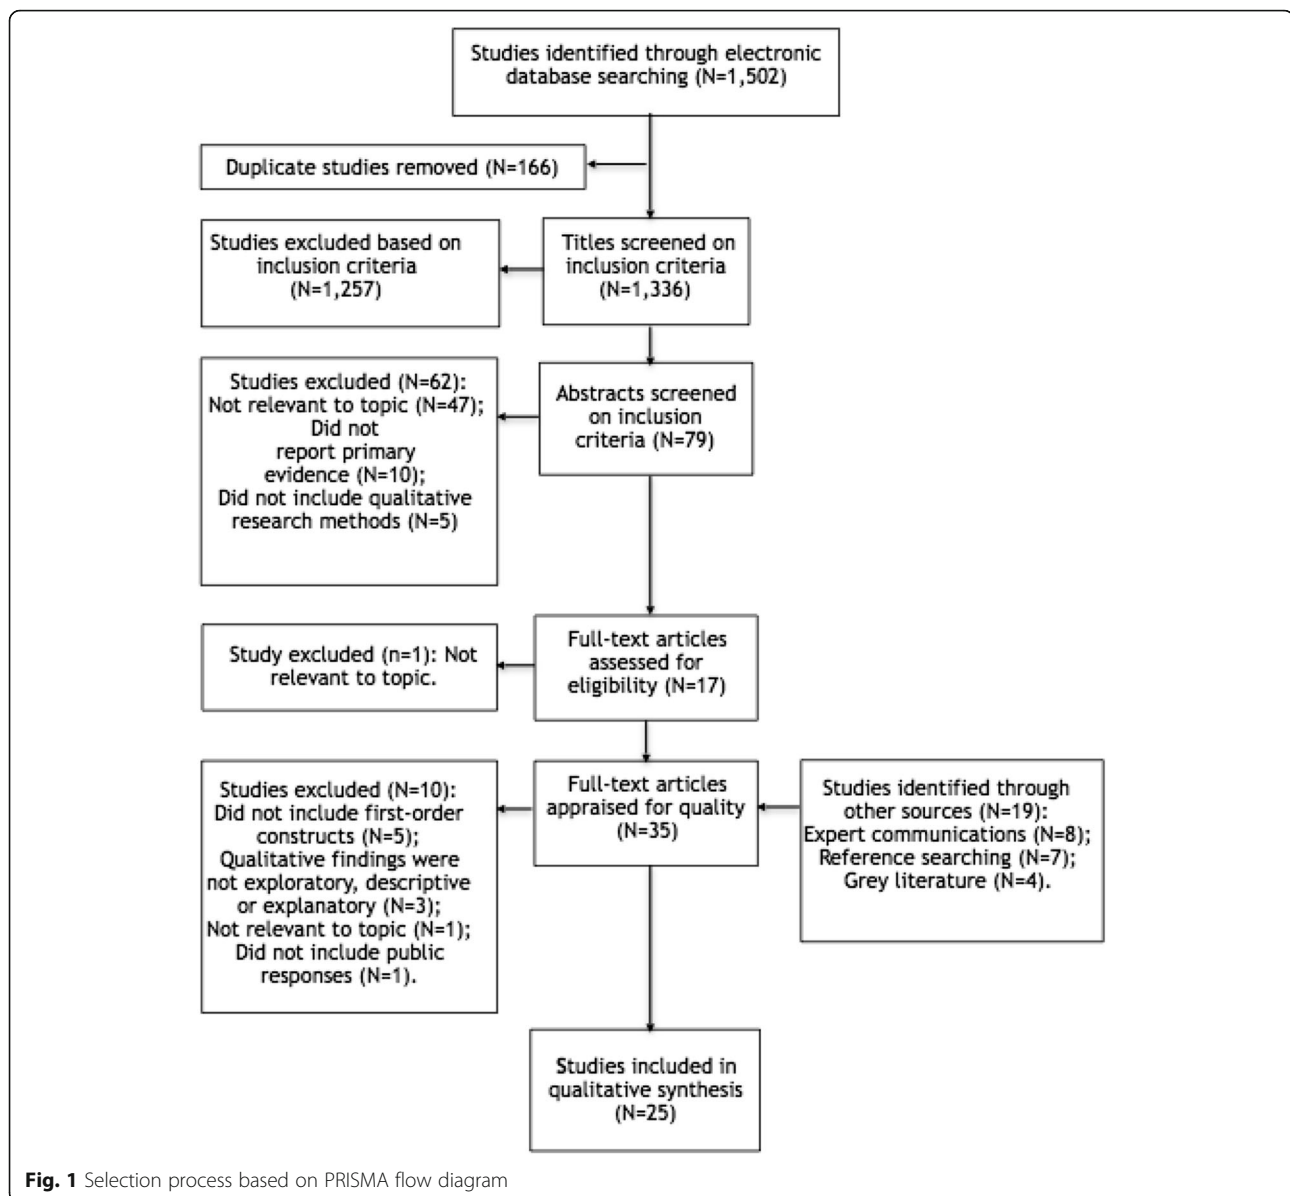 Studies identified through electronic
database searching (N=1,502)
Duplicate studies removed (N=166)
Studies excluded based on
inclusion criteria
(N=1,257)
Titles screened on
inclusion criteria
(N=1,336)
Studies excluded (N=62):
Not relevant to topic (N=47);
Did not
report primary
evidence (N=10);
Did not include qualitative
research methods (N=5)
Abstracts screened
on inclusion
criteria (N=79)
Study excluded (n=1): Not
relevant to topic.
Full-text articles
assessed for
eligibility (N=17)
Studies excluded (N=10):
Did not include first-order
constructs (N=5);
Qualitative findings were
not exploratory, descriptive
or explanatory (N=3);
Not relevant to topic (N=1);
Did not include public
responses (N=1).
Full-text articles
appraised for quality
(N=35)
Studies identified through
other sources (N=19):
Expert communications (N=8);
Reference searching (N=7);
Grey literature (N=4).
Studies included in
qualitative synthesis
(N=25)
Fig. 1 Selection process based on PRISMA flow diagram